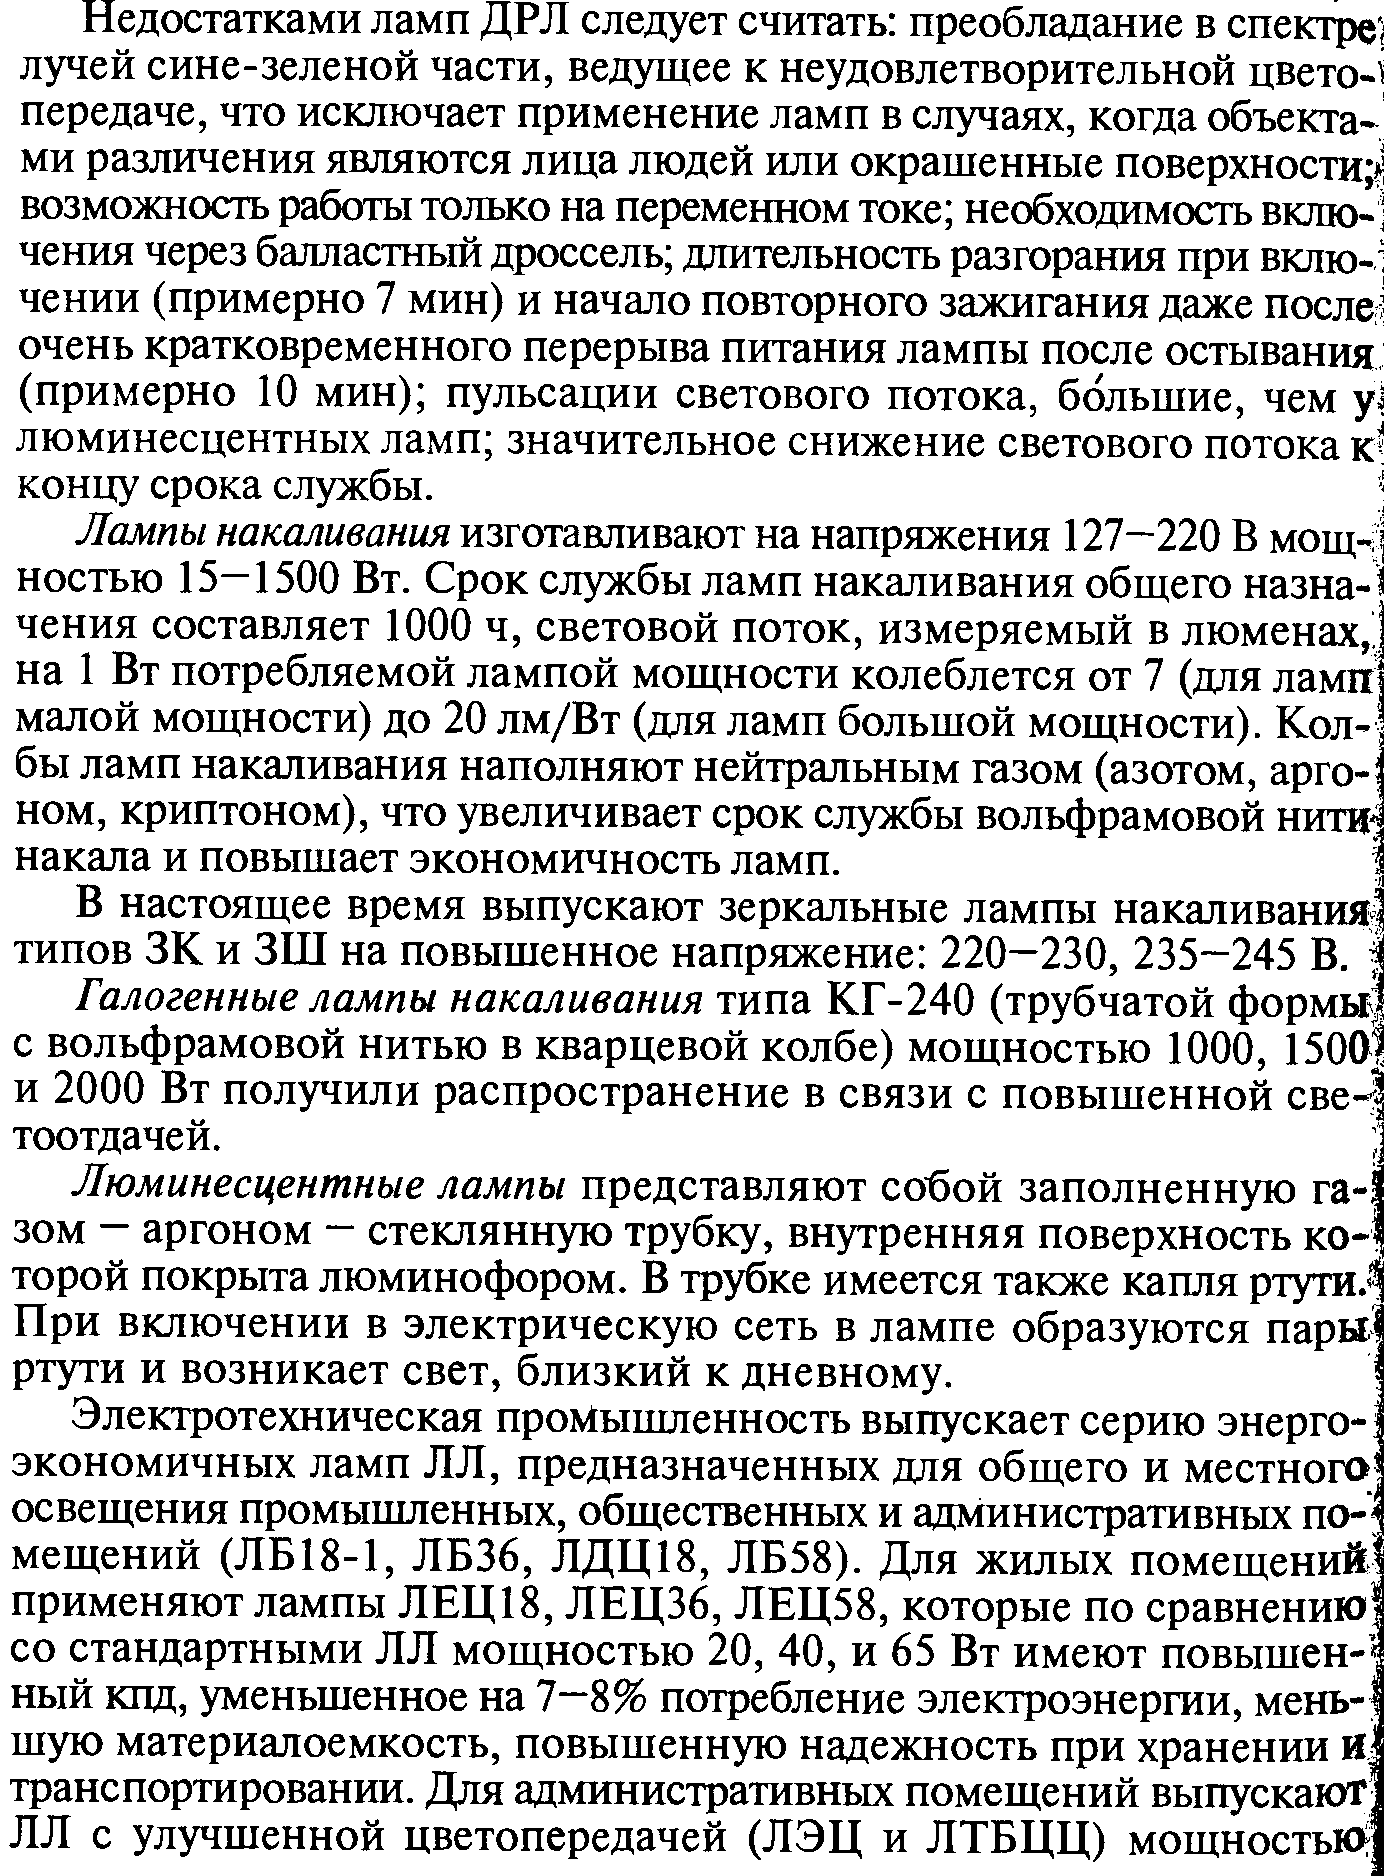 Недостатками ламп ДРЛ следует считать: преобладание в спектре
лучей сине-зеленой части, ведущее к неудовлетворительной цвето-
передаче, что исключает применение ламп в случаях, когда объекта-
ми различения являются лица людей или окрашенные поверхности;
возможность работы только на переменном токе; необходимость вклю-
чения через балластный дроссель; длительность разгорания при вклю-
чении (примерно 7 мин) и начало повторного зажигания даже после
очень кратковременного перерыва питания лампы после остывания
(примерно 10 мин); пульсации светового потока, бо́льшие, чем у
люминесцентных ламп; значительное снижение светового потока к
концу срока службы.
Лампы накаливания изготавливают на напряжения 127—220 В мощ-
ностью 15—1500 Вт. Срок службы ламп накаливания общего назна-
чения составляет 1000 ч, световой поток, измеряемый в люменах,
на 1 Вт потребляемой лампой мощности колеблется от 7 (для ламп
малой мощности) до 20 лм/Вт (для ламп большой мощности). Кол-
бы ламп накаливания наполняют нейтральным газом (азотом, арго-
ном, криптоном), что увеличивает срок службы вольфрамовой нити
накала и повышает экономичность ламп.
В настоящее время выпускают зеркальные лампы накаливания
типов ЗК и ЗШ на повышенное напряжение: 220—230, 235—245 В.
Галогенные лампы накаливания типа КГ-240 (трубчатой формы
с вольфрамовой нитью в кварцевой колбе) мощностью 1000, 1500
и 2000 Вт получили распространение в связи с повышенной све-
тоотдачей.
Люминесцентные лампы представляют собой заполненную га-
зом — аргоном — стеклянную трубку, внутренняя поверхность ко-
торой покрыта люминофором. В трубке имеется также капля ртути.
При включении в электрическую сеть в лампе образуются пары
ртути и возникает свет, близкий к дневному.
Электротехническая промышленность выпускает серию энерго-
экономичных ламп ЛЛ, предназначенных для общего и местного
освещения промышленных, общественных и административных по-
мещений (ЛБ18-1, ЛБ36, ЛДЦ18, ЛБ58). Для жилых помещений
применяют лампы ЛЕЦ18, ЛЕЦ36, ЛЕЦ58, которые по сравнению
со стандартными ЛЛ мощностью 20, 40, и 65 Вт имеют повышен-
ный кпд, уменьшенное на 7—8% потребление электроэнергии, мень-
шую материалоемкость, повышенную надежность при хранении и
транспортировании. Для административных помещений выпускают
ЛЛ с улучшенной цветопередачей (ЛЭЦ и ЛТБЦЦ) мощностью